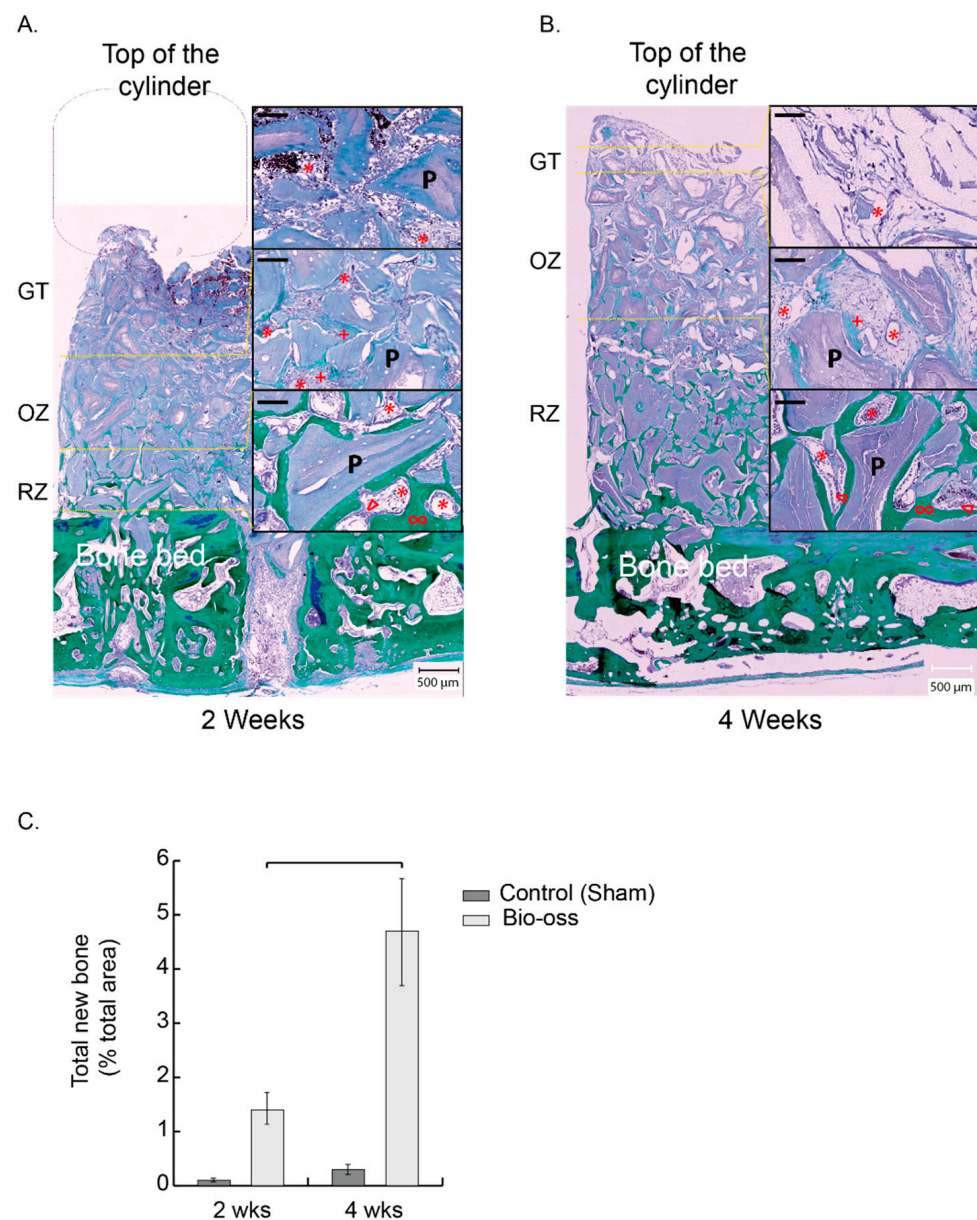 A.
Top of the
cylinder
GT
OZ
RZ
P
*
*
P
*
*
*
+
+
P
*
*
*
∞
Bone bed
500 µm
2 Weeks
B.
Top of the
cylinder
GT
OZ
RZ
*
P
*
*
+
P
*
*
∞
Bone bed
500 µm
4 Weeks
C.
Total new bone
(% total area)
6
5
4
3
2
1
0
2 wks
4 wks
Control (Sham)
Bio-oss